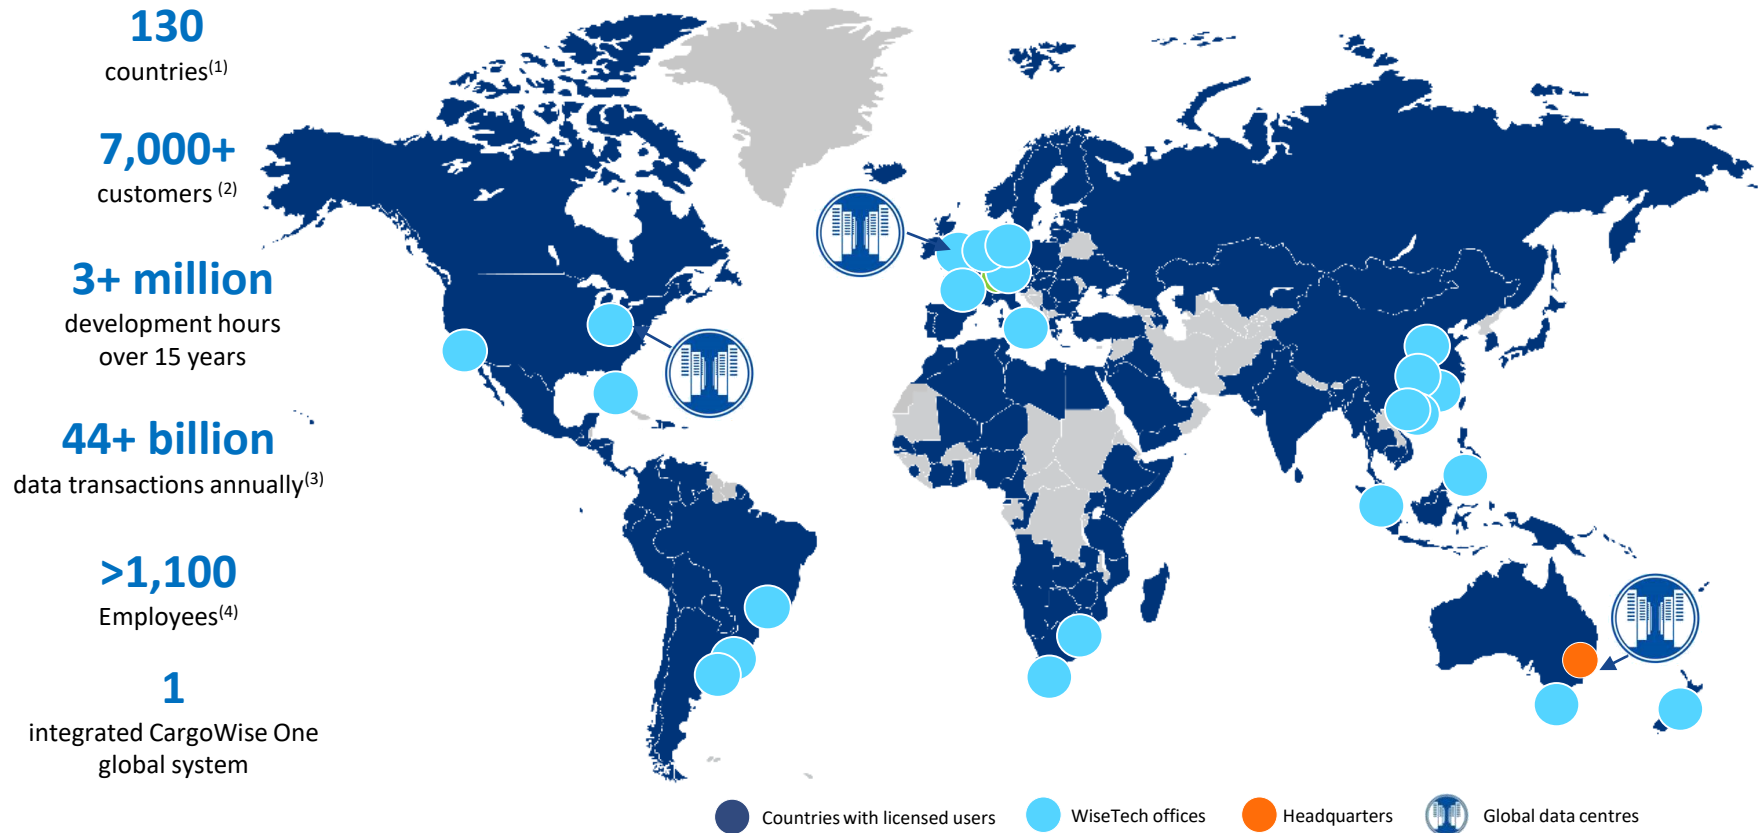 130
countries(1)
7,000+
customers (2)
3+ million
development hours
over 15 years
44+ billion
data transactions annually(3)
>1,100
Employees(4)
1
integrated CargoWise One
global system
Countries with licensed users
WiseTech offices
Headquarters
Global data centres